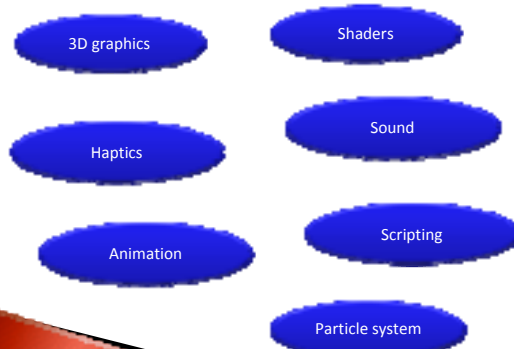 3D graphics
Shaders
Haptics
Sound
Animation
Scripting
Particle system